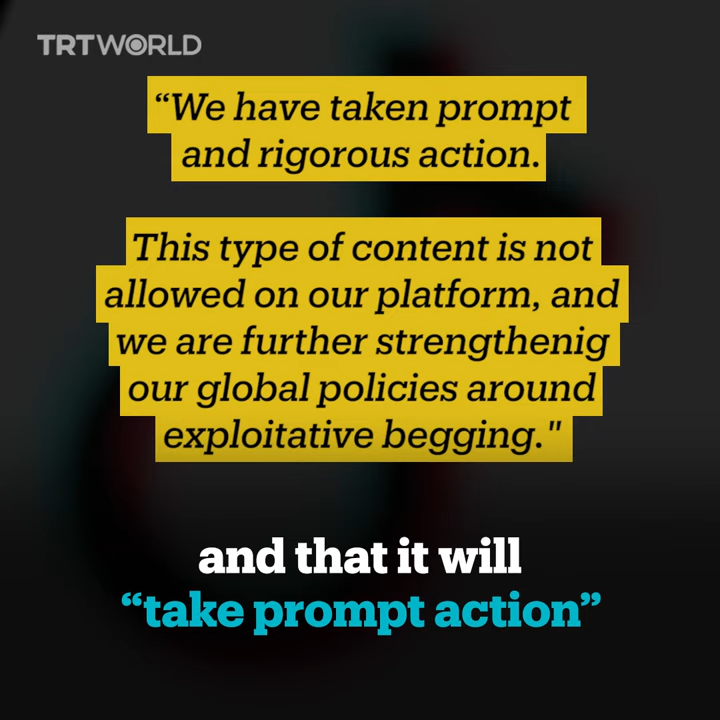 TRTWORLD
“We have taken prompt
and rigorous action.
This type of content is not
allowed on our platform, and
we are further strengthenig
our global policies around
exploitative begging."
and that it will
“take prompt action”